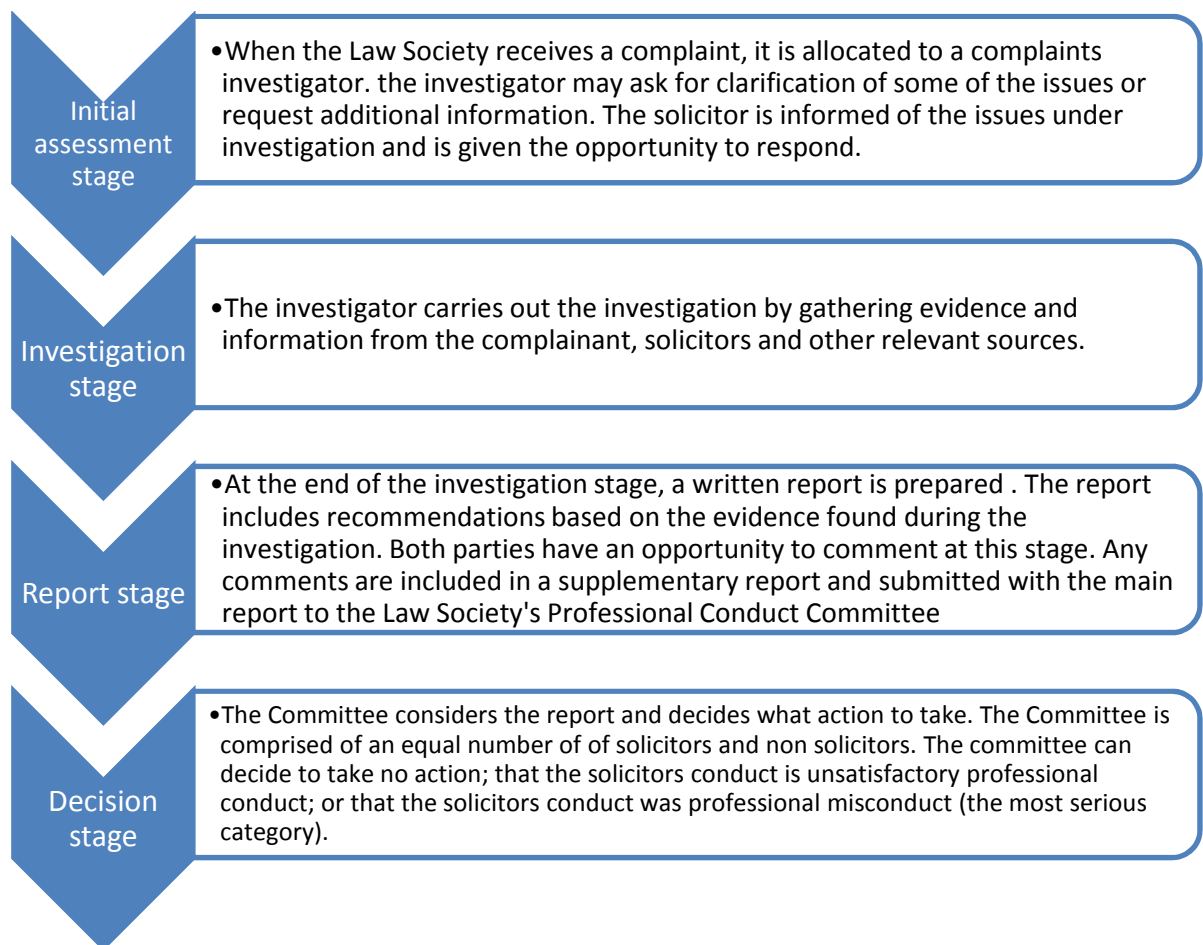 Initial
assessment
stage
•When the Law Society receives a complaint, it is allocated to a complaints
investigator. the investigator may ask for clarification of some of the issues or
request additional information. The solicitor is informed of the issues under
investigation and is given the opportunity to respond.
Investigation
stage
•The investigator carries out the investigation by gathering evidence and
information from the complainant, solicitors and other relevant sources.
Report stage
•At the end of the investigation stage, a written report is prepared . The report
includes recommendations based on the evidence found during the
investigation. Both parties have an opportunity to comment at this stage. Any
comments are included in a supplementary report and submitted with the main
report to the Law Society's Professional Conduct Committee
Decision
stage
•The Committee considers the report and decides what action to take. The Committee is
comprised of an equal number of of solicitors and non solicitors. The committee can
decide to take no action; that the solicitors conduct is unsatisfactory professional
conduct; or that the solicitors conduct was professional misconduct (the most serious
category).